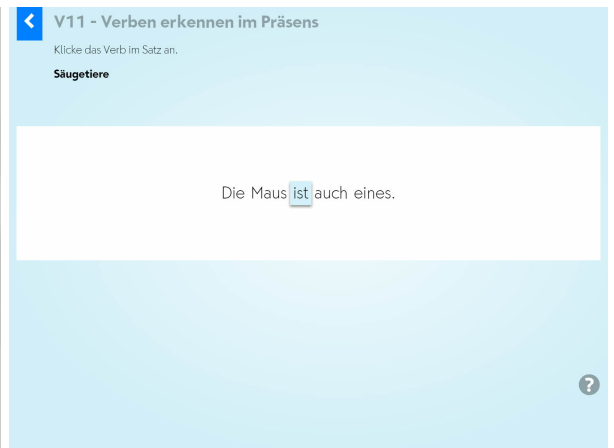 V11 - Verben erkennen im Präsens
Klicke das Verb im Satz an.
Säugetiere
Die Maus ist auch eines.
?